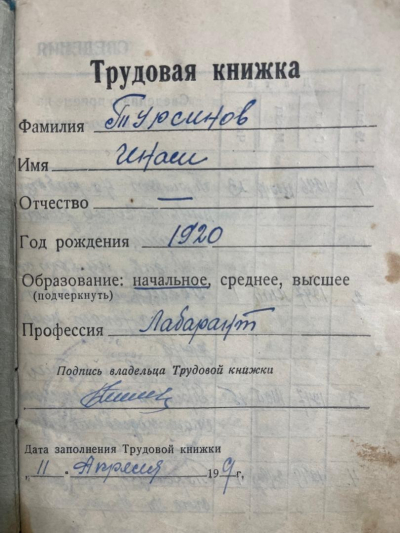 Трудовая книжка
Фамилия Турсинов
Имя Инаш
Отчество —
Год рождения 1920
Образование: начальное, среднее, высшее
(подчеркнуть)
Профессия Лабарант
Подпись владельца Трудовой книжки
Дата заполнения Трудовой книжки
"11" Апреля 19 г.